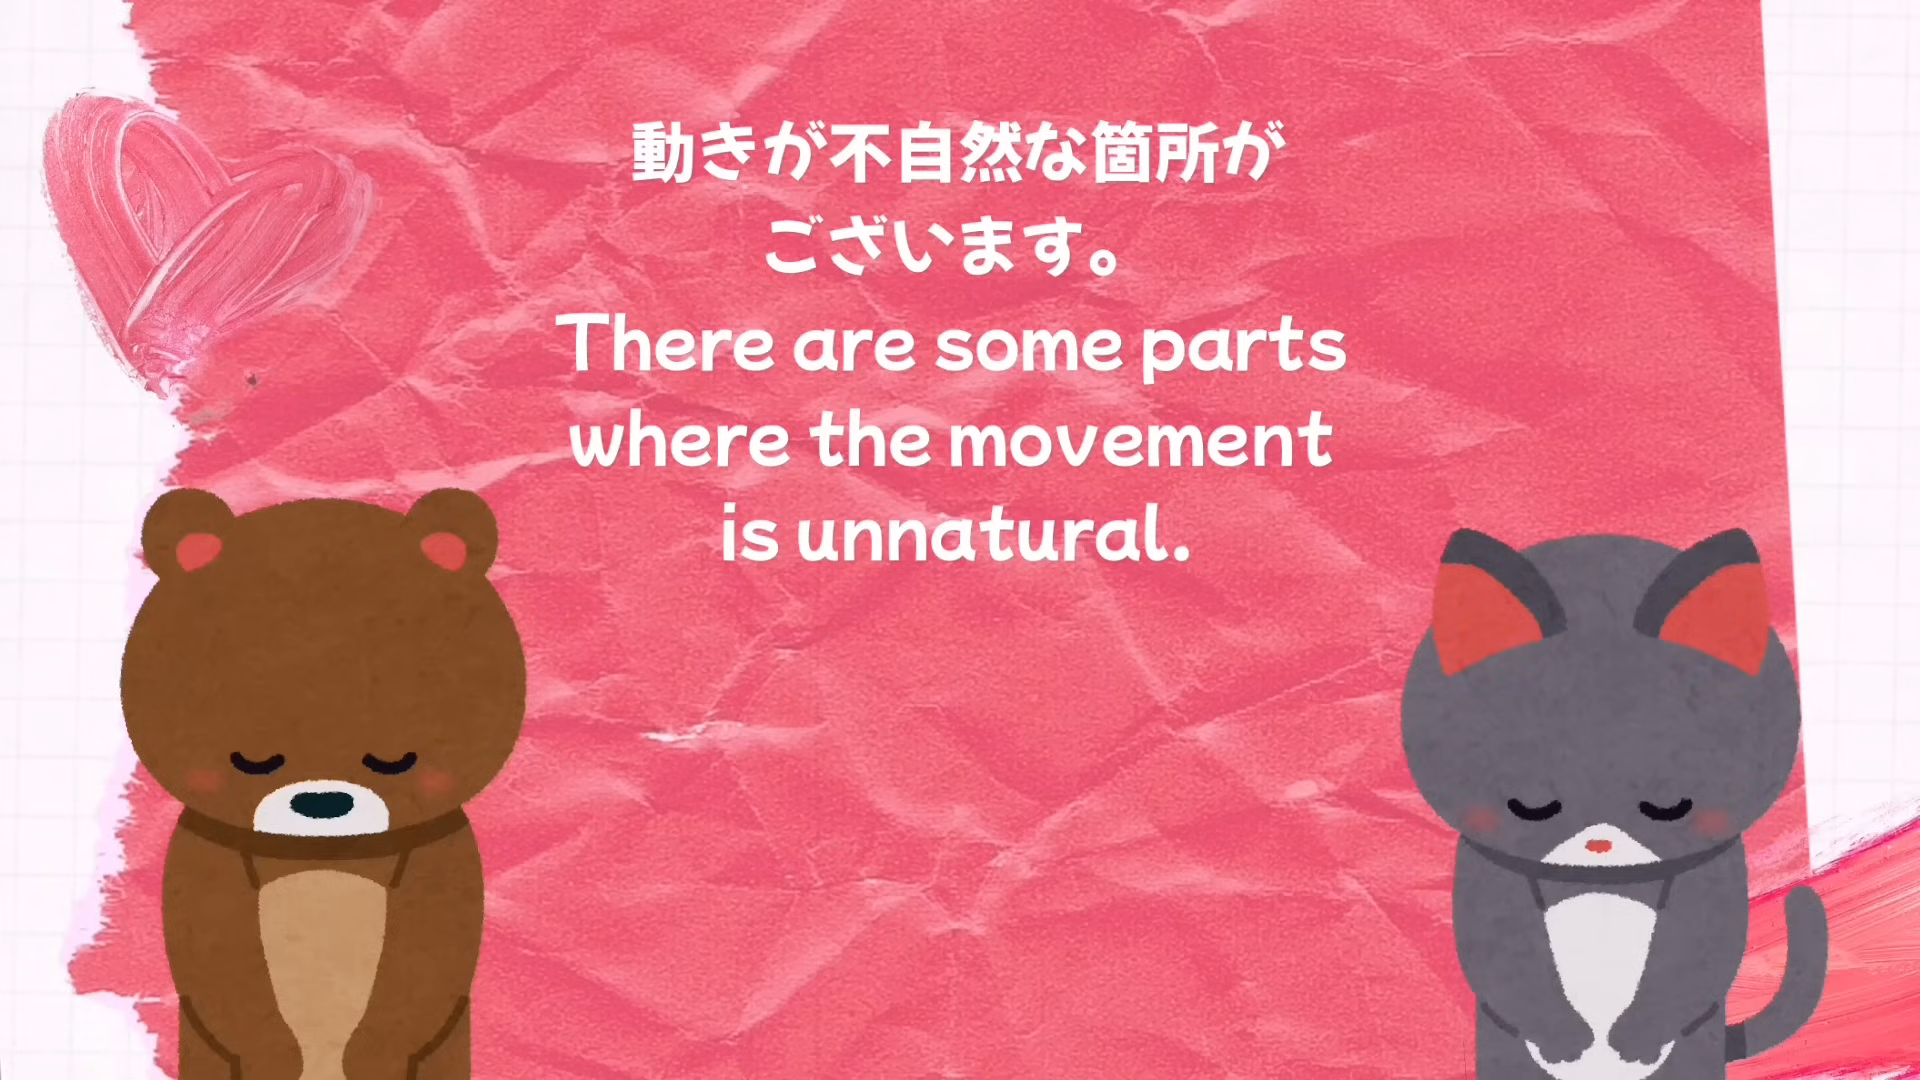 動きが不自然な箇所が
ございます。
There are some parts
where the movement
is unnatural.